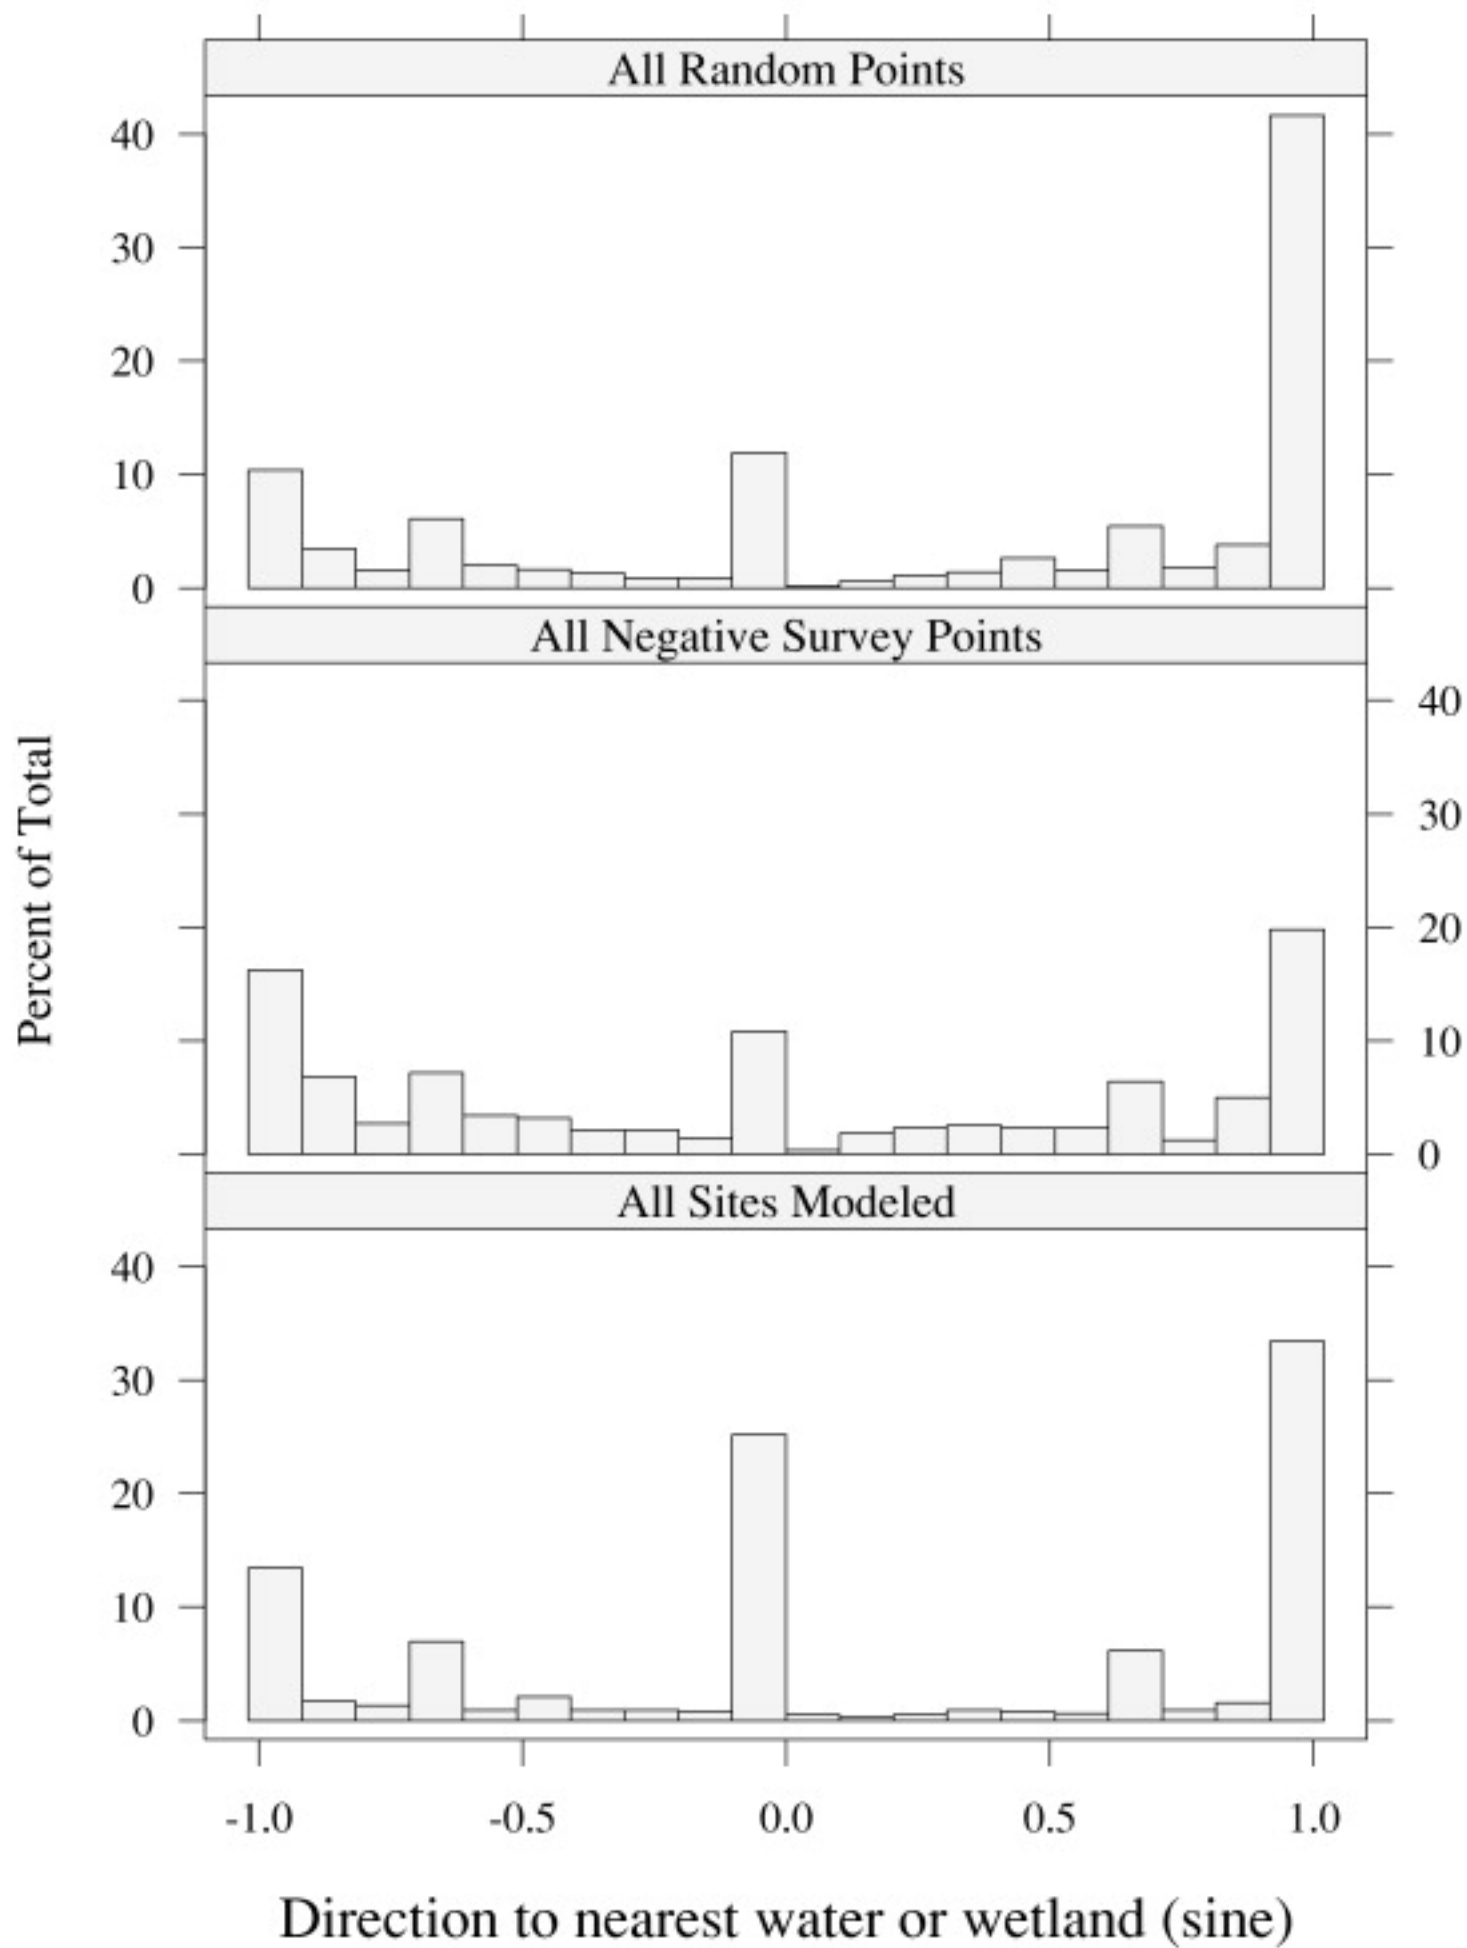 All Random Points
40
30
20
10
0
All Negative Survey Points
40
30
20
10
0
Percent of Total
All Sites Modeled
40
30
20
10
0
-1.0 -0.5 0.0 0.5 1.0
Direction to nearest water or wetland (sine)